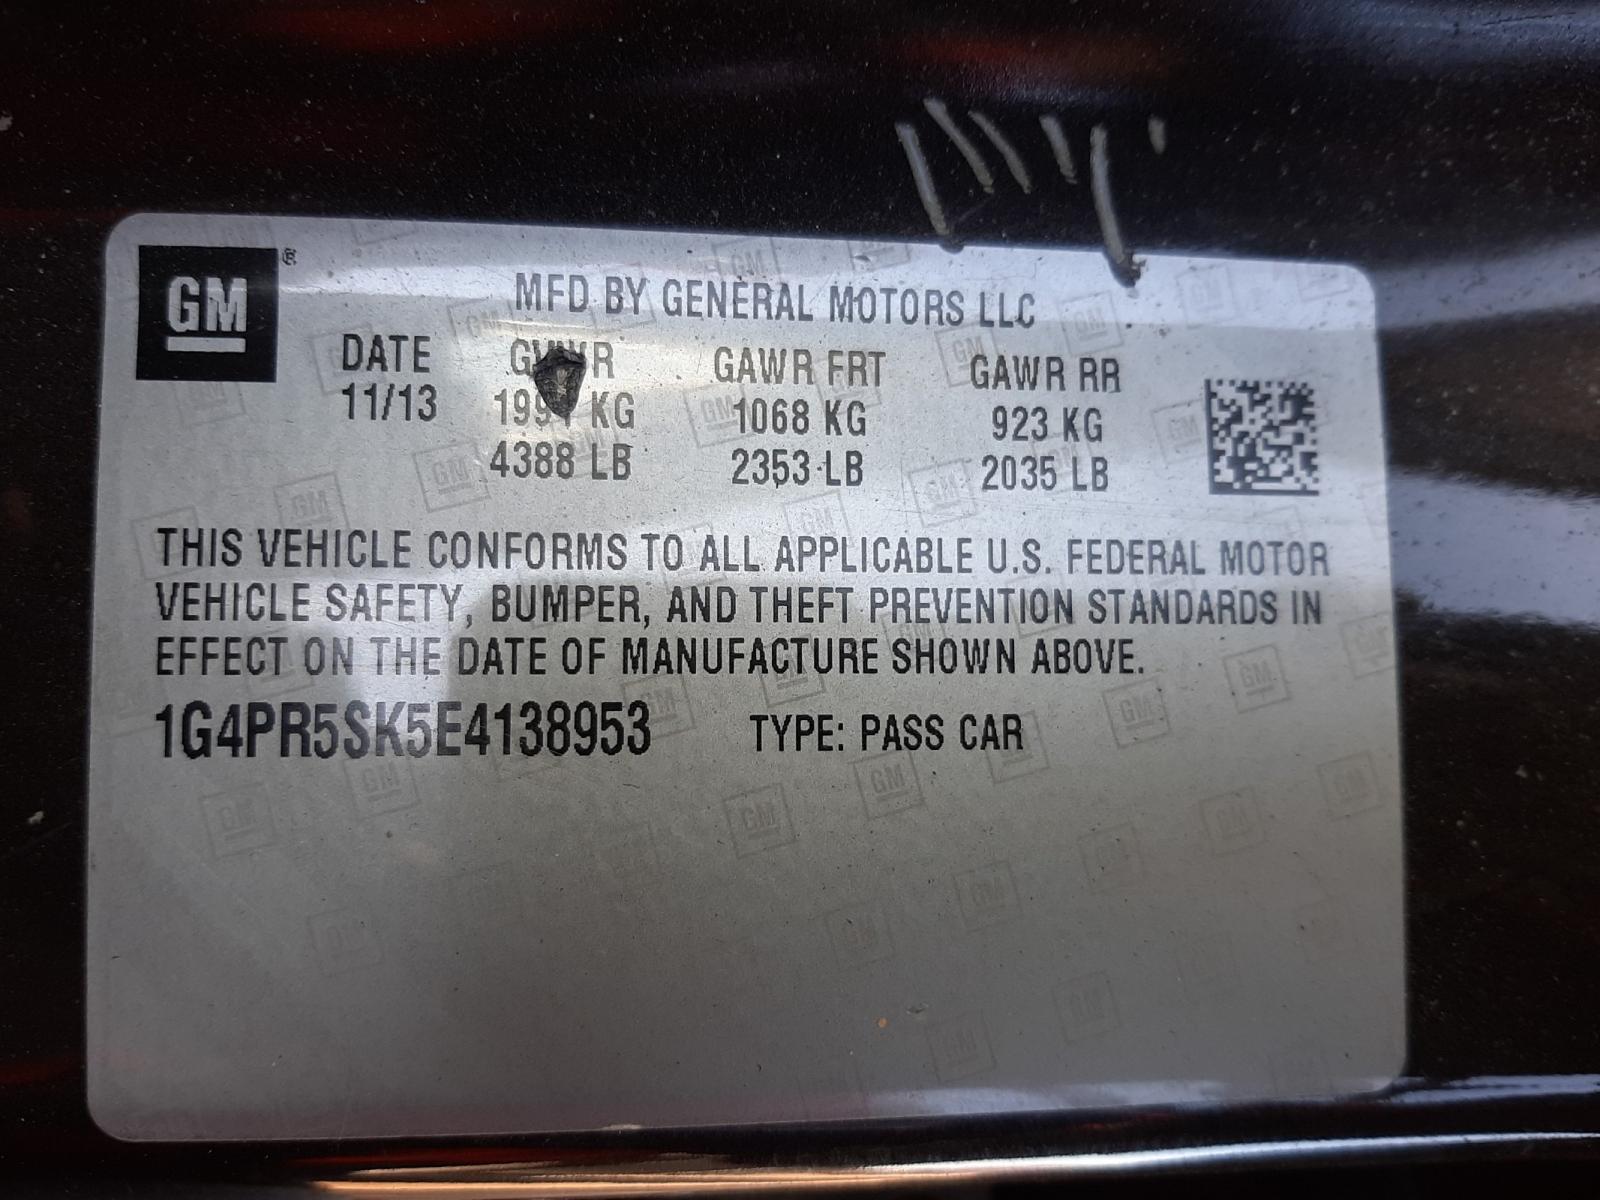 GM ®
MFD BY GENERAL MOTORS LLC
DATE GVWR GAWR FRT GAWR RR
11/13 KG 1068 KG 923 KG
4388 LB 2353 LB 2035 LB
THIS VEHICLE CONFORMS TO ALL APPLICABLE U.S. FEDERAL MOTOR
VEHICLE SAFETY, BUMPER, AND THEFT PREVENTION STANDARDS IN
EFFECT ON THE DATE OF MANUFACTURE SHOWN ABOVE.
1G4PR5SK5E4138953 TYPE: PASS CAR